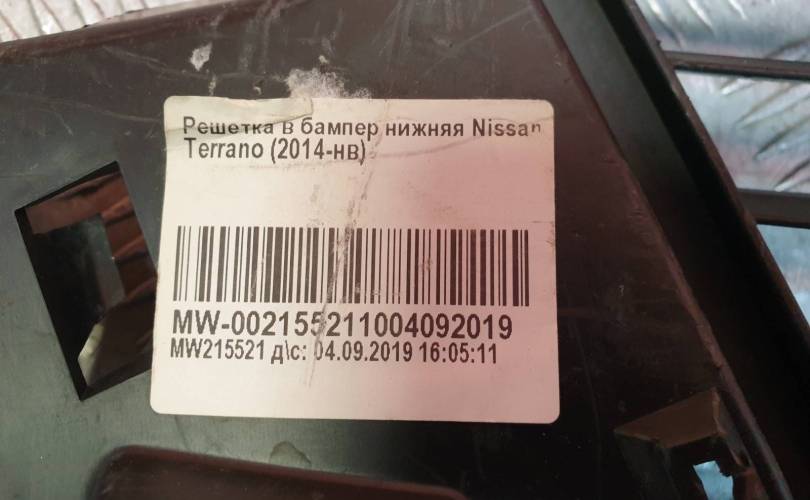 Решетка в бампер нижняя Nissan
Terrano (2014-нв)
MW-002155211004092019
MW215521 д\с: 04.09.2019 16:05:11